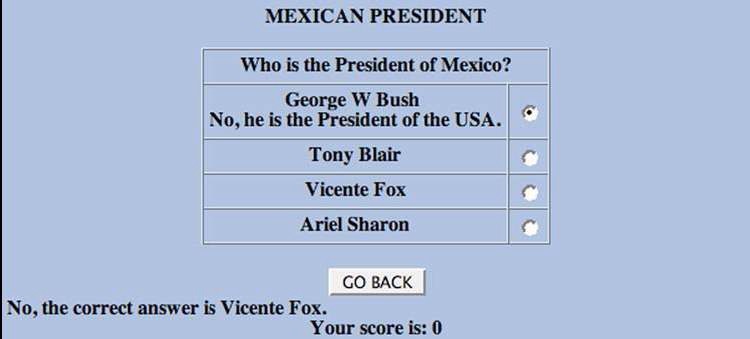 MEXICAN PRESIDENT
Who is the President of Mexico?
George W Bush
No, he is the President of the USA.
Tony Blair
Vicente Fox
Ariel Sharon
GO BACK
No, the correct answer is Vicente Fox.
Your score is: 0